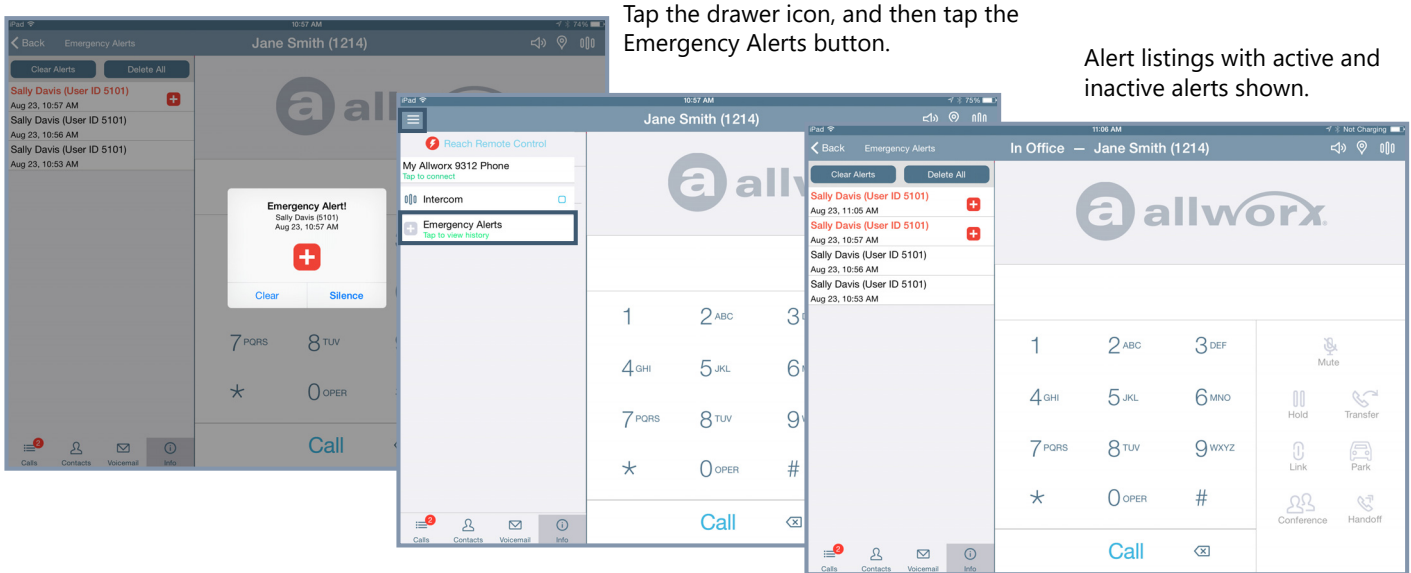 Tap the drawer icon, and then tap the
Emergency Alerts button.
Alert listings with active and
inactive alerts shown.
iPad
10:57 AM
74%
Back
Emergency Alerts
Jane Smith (1214)
Clear Alerts
Delete All
Sally Davis (User ID 5101)
Aug 23, 10:57 AM
Sally Davis (User ID 5101)
Aug 23, 10:56 AM
Sally Davis (User ID 5101)
Aug 23, 10:53 AM
a all
Emergency Alert!
Sally Davis (5101)
Aug 23, 10:57 AM
Clear
Silence
7 PQRS
8 TUV
*
0 OPER
Call
2
Calls
Contacts
Voicemail
Info
iPad
10:57 AM
75%
Jane Smith (1214)
Reach Remote Control
My Allworx 9312 Phone
Tap to connect
Intercom
Emergency Alerts
Tap to view history
a allw
1
2 ABC
3
4 GHI
5 JKL
6
7 PQRS
8 TUV
9
*
0 OPER
#
Call
2
Calls
Contacts
Voicemail
Info
iPad
11:06 AM
Not Charging
Back
Emergency Alerts
In Office — Jane Smith (1214)
Clear Alerts
Delete All
Sally Davis (User ID 5101)
Aug 23, 11:05 AM
Sally Davis (User ID 5101)
Aug 23, 10:57 AM
Sally Davis (User ID 5101)
Aug 23, 10:56 AM
Sally Davis (User ID 5101)
Aug 23, 10:53 AM
a allworx
1
2 ABC
3 DEF
Mute
4 GHI
5 JKL
6 MNO
Hold
Transfer
7 PQRS
8 TUV
9 WXYZ
Link
Park
*
0 OPER
#
Conference
Handoff
Call
2
Calls
Contacts
Voicemail
Info